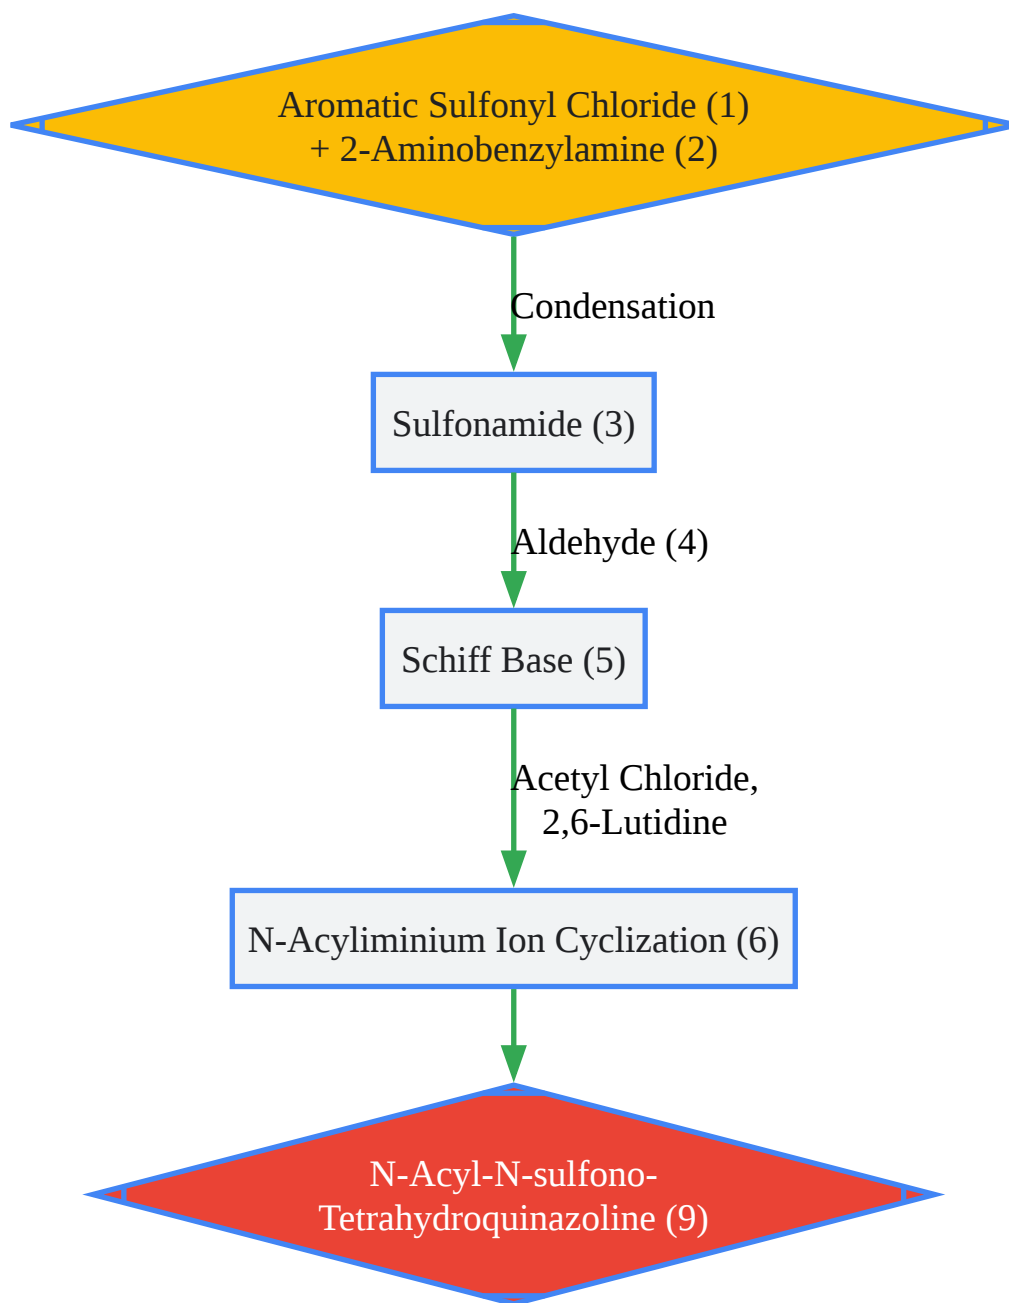 Aromatic Sulfonyl Chloride (1)
+ 2-Aminobenzylamine (2)
Condensation
Sulfonamide (3)
Aldehyde (4)
Schiff Base (5)
Acetyl Chloride,
2,6-Lutidine
N-Acyliminium Ion Cyclization (6)
N-Acyl-N-sulfono-
Tetrahydroquinazoline (9)